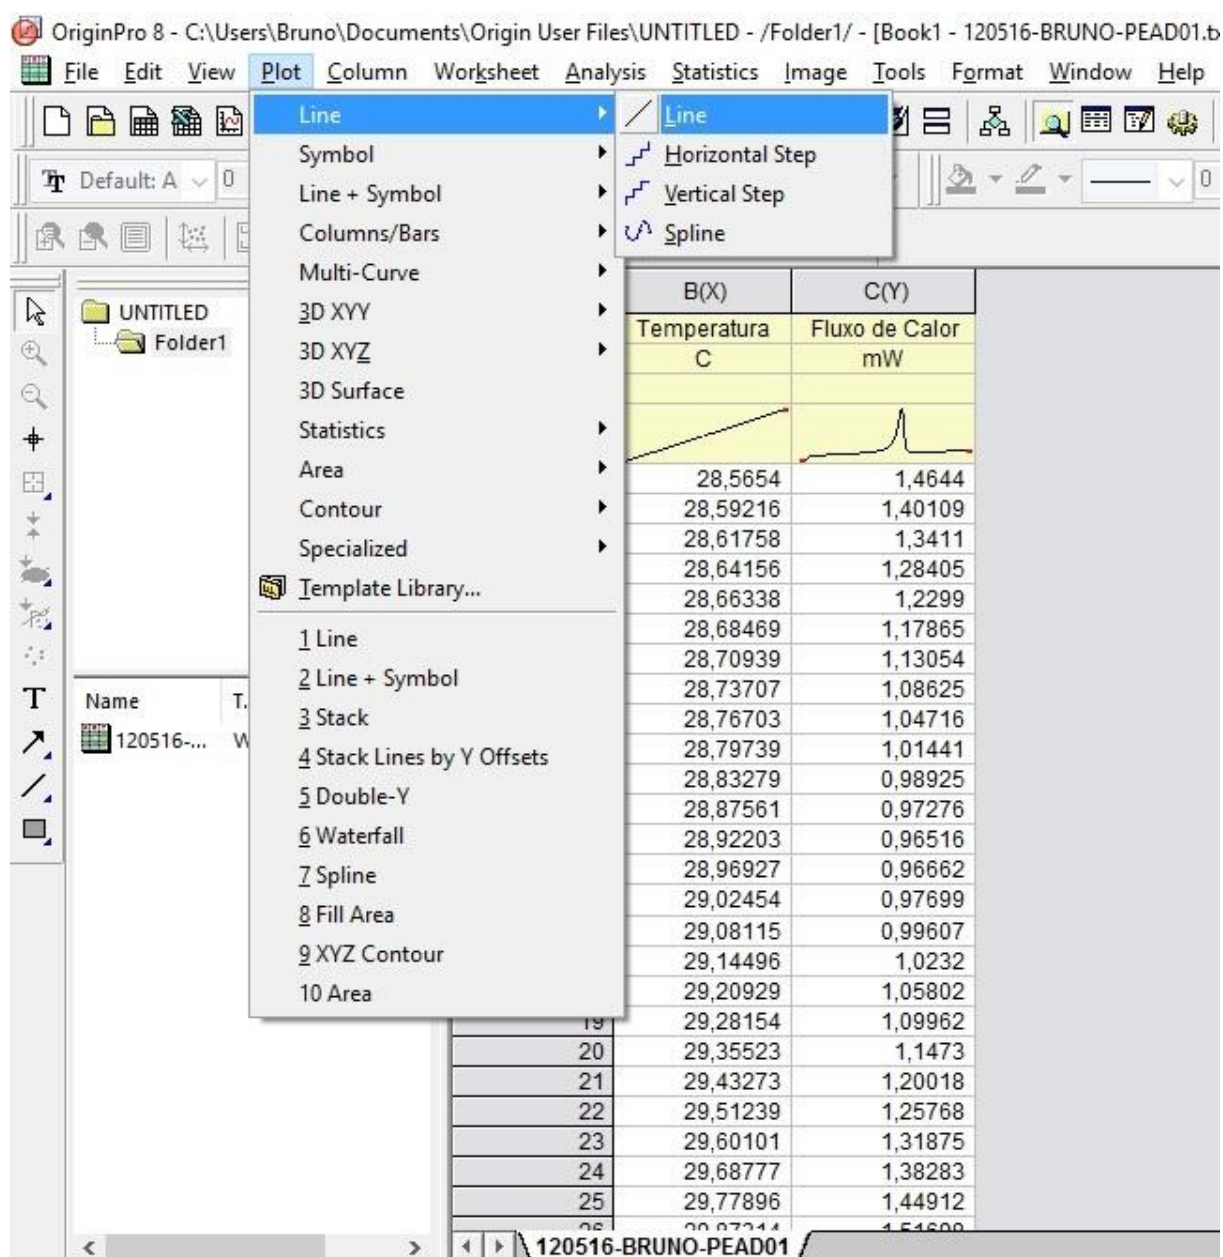 OriginPro 8 - C:\Users\Bruno\Documents\Origin User Files\UNTITLED - /Folder1/ - [Book1 - 120516-BRUNO-PEAD01.tx
File Edit View Plot Column Worksheet Analysis Statistics Image Tools Format Window Help
Default: A 0
0
Line
Symbol
Line + Symbol
Columns/Bars
Multi-Curve
3D XYY
3D XYZ
3D Surface
Statistics
Area
Contour
Specialized
Template Library...
1 Line
2 Line + Symbol
3 Stack
4 Stack Lines by Y Offsets
5 Double-Y
6 Waterfall
7 Spline
8 Fill Area
9 XYZ Contour
10 Area
Line
Horizontal Step
Vertical Step
Spline
UNTITLED
Folder1
Name T.
120516-... W
T
B(X) C(Y)
Temperatura Fluxo de Calor
C mW
28,5654 1,4644
28,59216 1,40109
28,61758 1,3411
28,64156 1,28405
28,66338 1,2299
28,68469 1,17865
28,70939 1,13054
28,73707 1,08625
28,76703 1,04716
28,79739 1,01441
28,83279 0,98925
28,87561 0,97276
28,92203 0,96516
28,96927 0,96662
29,02454 0,97699
29,08115 0,99607
29,14496 1,0232
29,20929 1,05802
19 29,28154 1,09962
20 29,35523 1,1473
21 29,43273 1,20018
22 29,51239 1,25768
23 29,60101 1,31875
24 29,68777 1,38283
25 29,77896 1,44912
120516-BRUNO-PEAD01